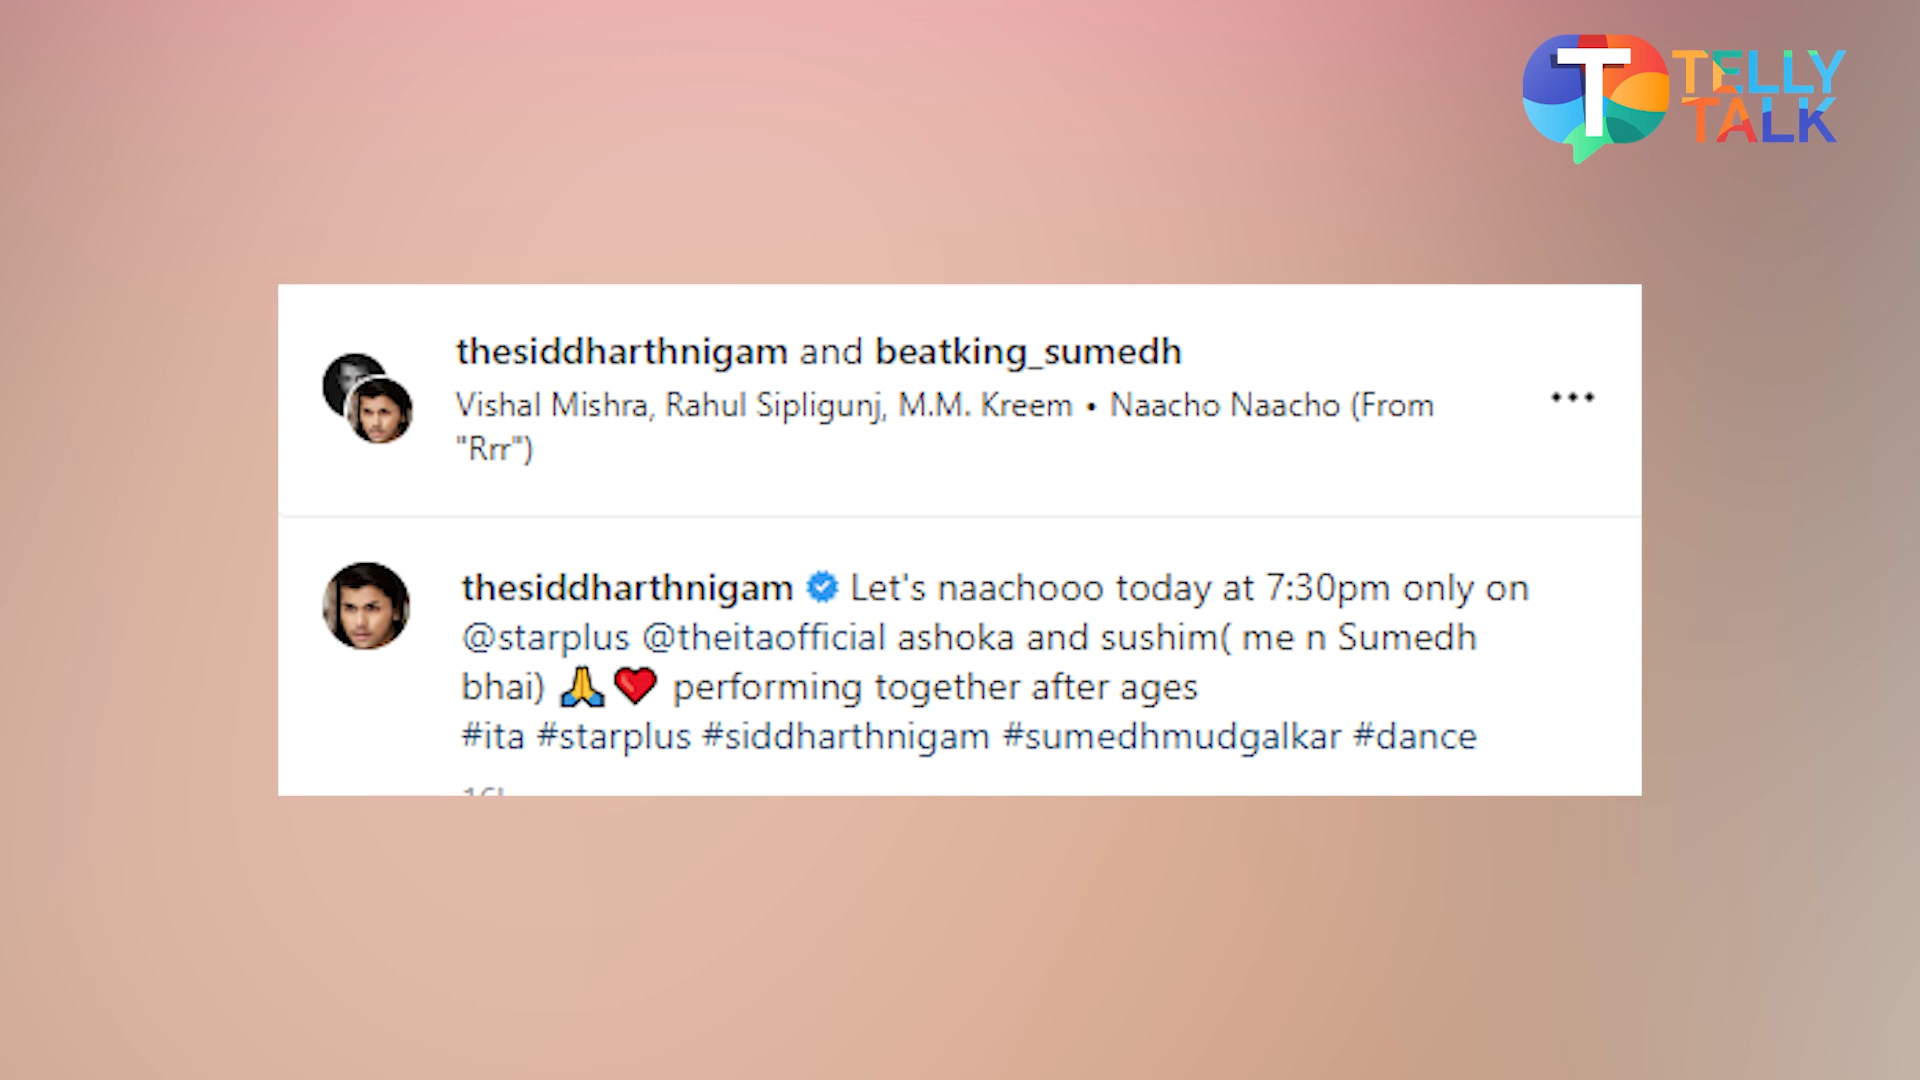 TELLY
TALK
thesiddharthnigam and beatking_sumedh
Vishal Mishra, Rahul Sipligunj, M.M. Kreem • Naacho Naacho (From
"Rrr")
thesiddharthnigam Let's naachooo today at 7:30pm only on
@starplus @theitaofficial ashoka and sushim( me n Sumedh
bhai) 🙏❤️ performing together after ages
#ita #starplus #siddharthnigam #sumedhmudgalkar #dance